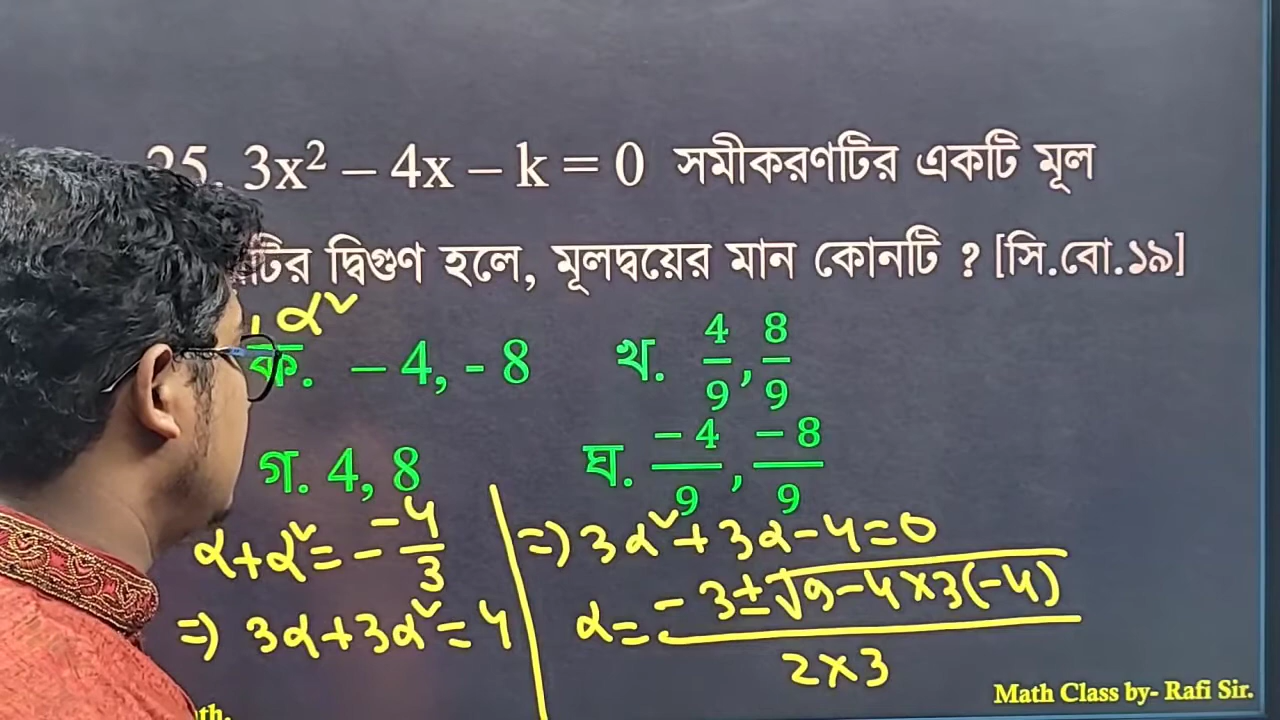 25. 3x² – 4x – k = 0 সমীকরণটির একটি মূল
টির দ্বিগুণ হলে, মূলদ্বয়ের মান কোনটি ? [সি.বো.১৯]
, α²
ক. – 4, - 8 খ. 4/9, 8/9
গ. 4, 8 ঘ. –4/9, –8/9
α+α²= - -4/3
⇒ 3α+3α²=4
⇒ 3α²+3α-4=0
α= -3±√9-4×3(-4) / 2×3
Math Class by- Rafi Sir.